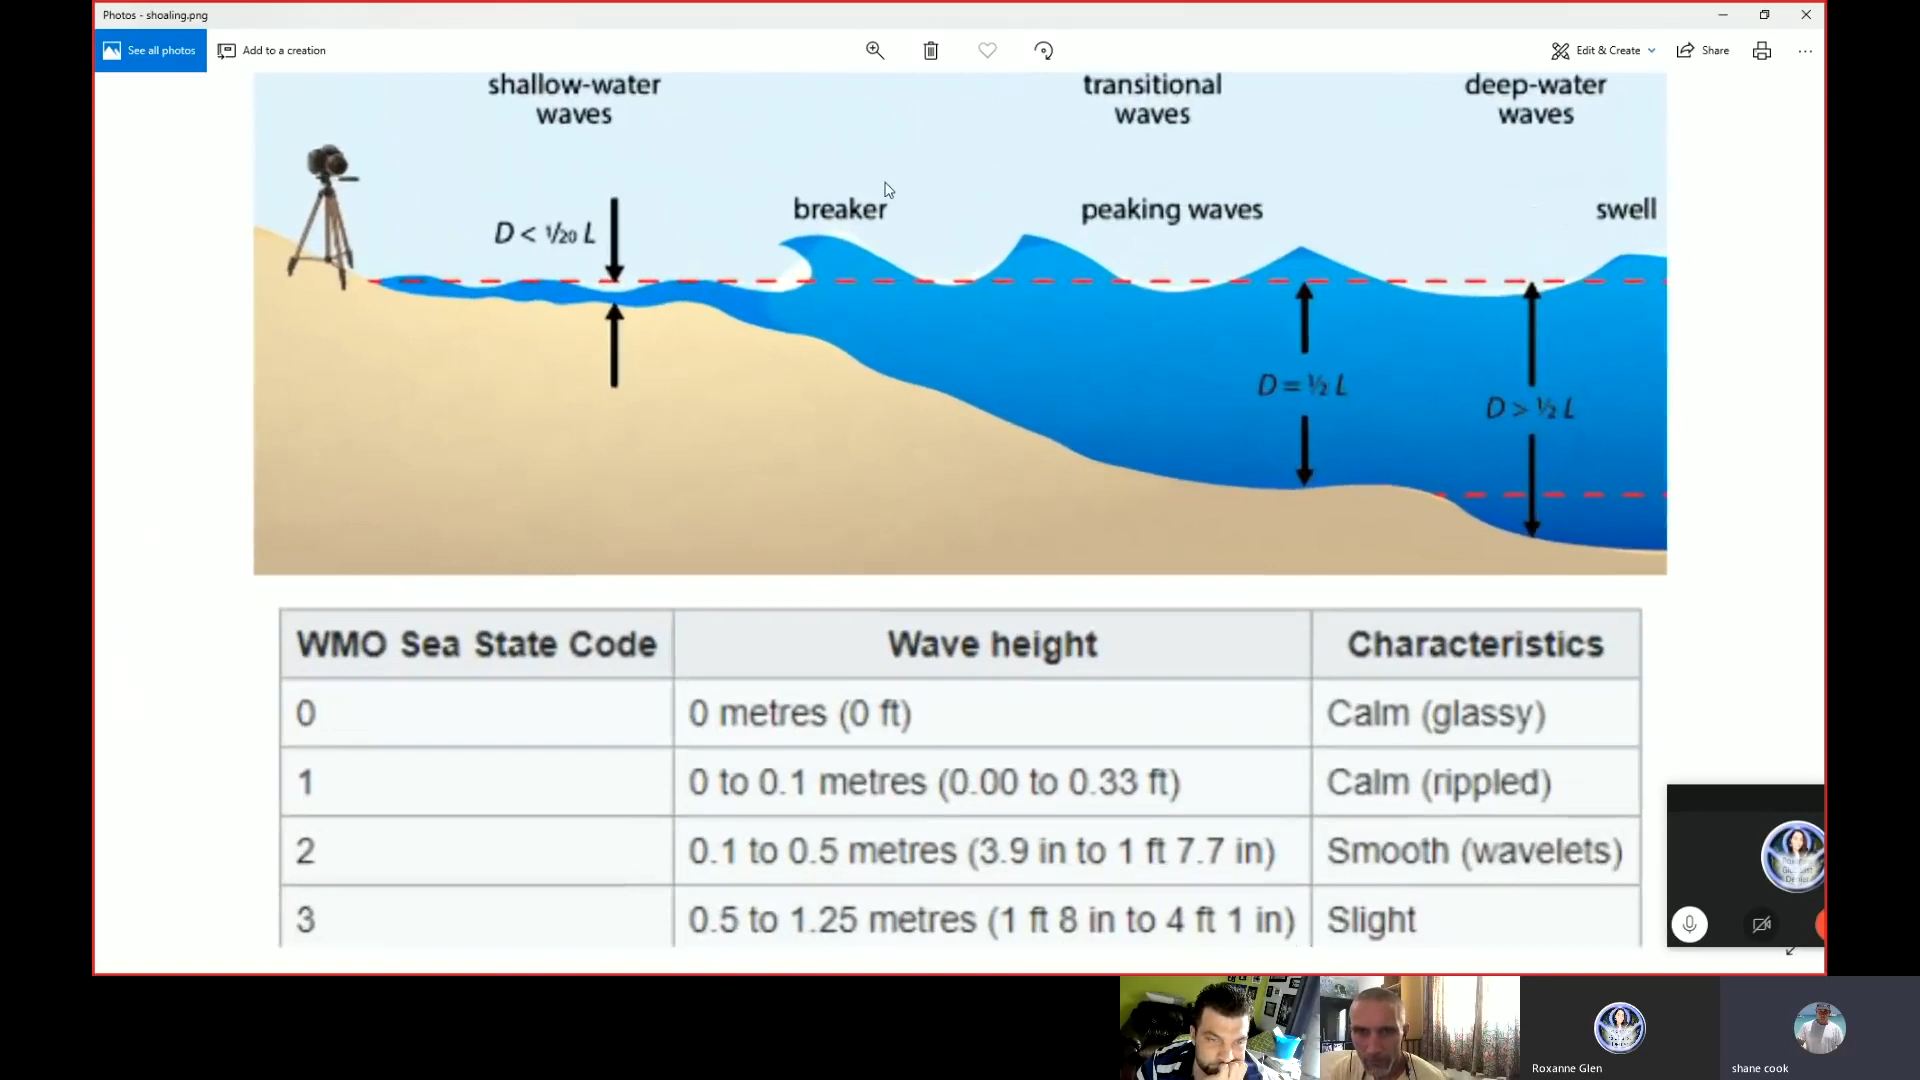 Photos - shoaling.png
See all photos
Add to a creation
Edit & Create
Share
shallow-water
waves
transitional
waves
deep-water
waves
breaker
peaking waves
swell
D < 1/20 L
D = ½ L
D > ½ L
WMO Sea State Code Wave height Characteristics
0 0 metres (0 ft) Calm (glassy)
1 0 to 0.1 metres (0.00 to 0.33 ft) Calm (rippled)
2 0.1 to 0.5 metres (3.9 in to 1 ft 7.7 in) Smooth (wavelets)
3 0.5 to 1.25 metres (1 ft 8 in to 4 ft 1 in) Slight
Roxanne Glen
shane cook